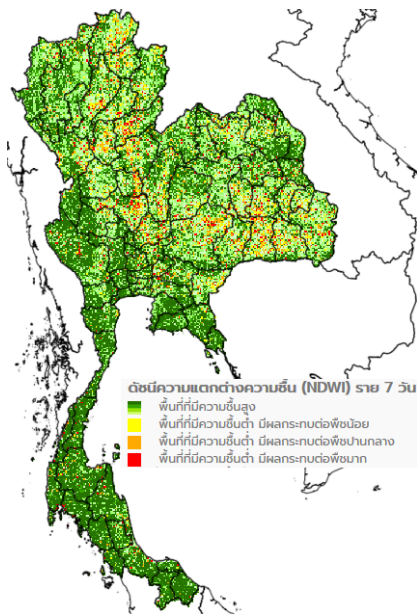 ดัชนีความแตกต่างความชื้น (NDWI) ราย 7 วัน
พื้นที่ที่มีความชื้นสูง
พื้นที่ที่มีความชื้นต่ำ มีผลกระทบต่อพืชน้อย
พื้นที่ที่มีความชื้นต่ำ มีผลกระทบต่อพืชปานกลาง
พื้นที่ที่มีความชื้นต่ำ มีผลกระทบต่อพืชมาก